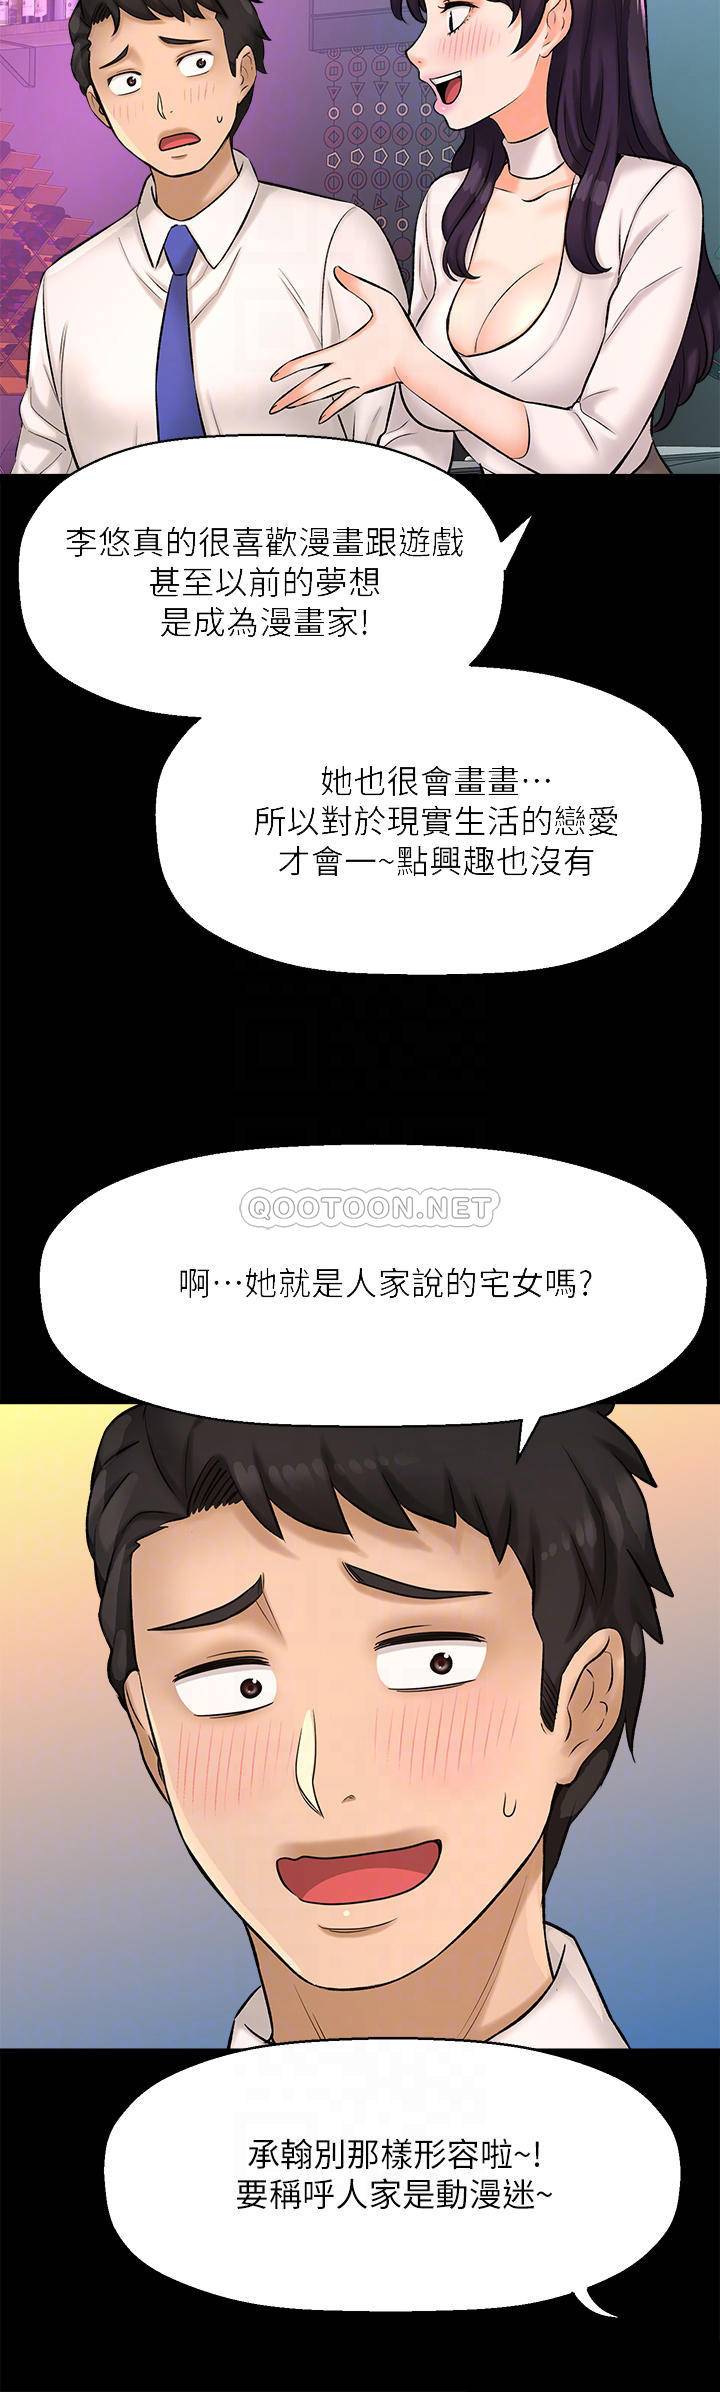 李悠真的很喜歡漫畫跟遊戲
甚至以前的夢想
是成為漫畫家!
她也很會畫畫…
所以對於現實生活的戀愛
才會一~點興趣也沒有
QOOTOON.NET
啊…她就是人家說的宅女嗎?
承翰別那樣形容啦~!
要稱呼人家是動漫迷~